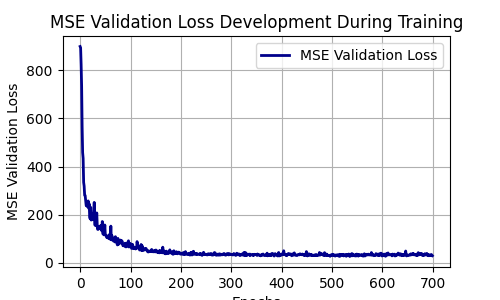 MSE Validation Loss Development During Training
MSE Validation Loss
MSE Validation Loss
800
600
400
200
0
0 100 200 300 400 500 600 700
Epochs